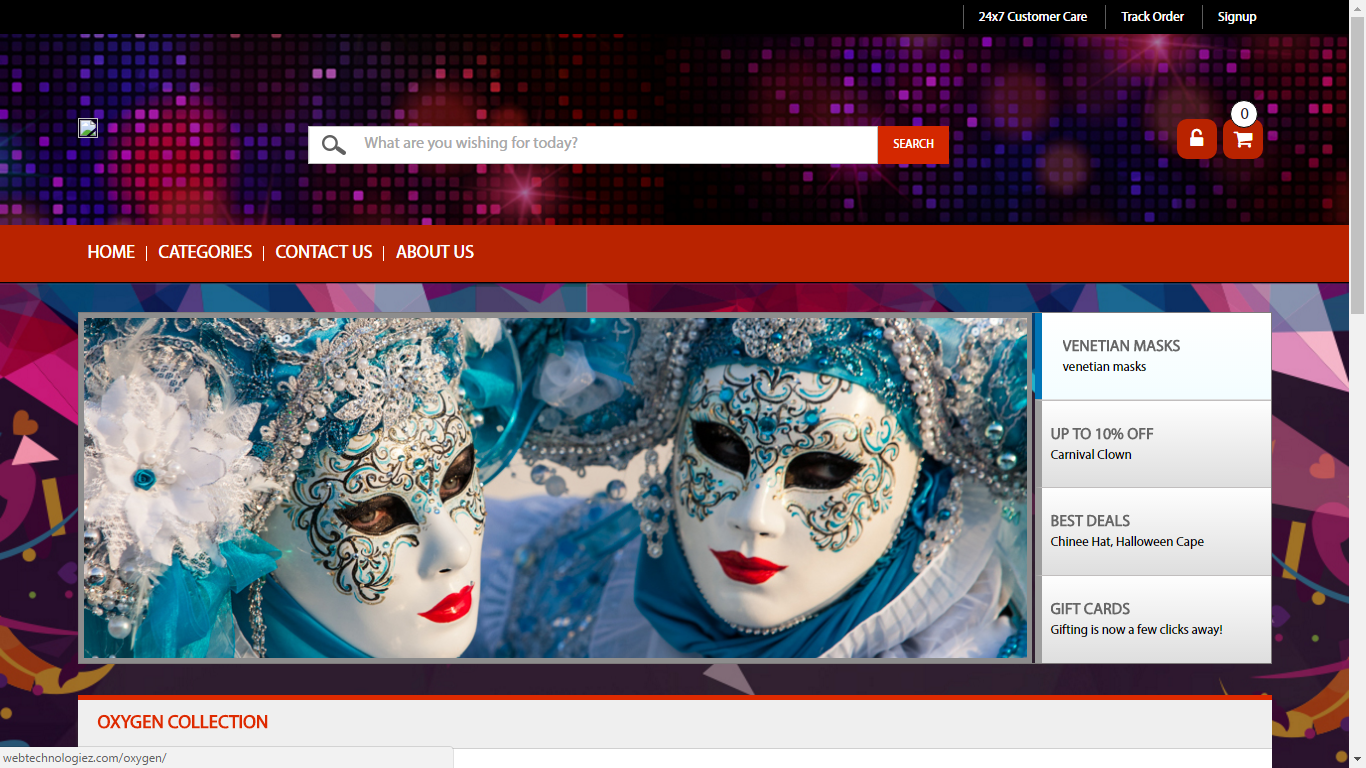 24x7 Customer Care
Track Order
Signup
0
What are you wishing for today?
SEARCH
HOME
CATEGORIES
CONTACT US
ABOUT US
VENETIAN MASKS
venetian masks
UP TO 10% OFF
Carnival Clown
BEST DEALS
Chinee Hat, Halloween Cape
GIFT CARDS
Gifting is now a few clicks away!
OXYGEN COLLECTION
webtechnologiez.com/oxygen/